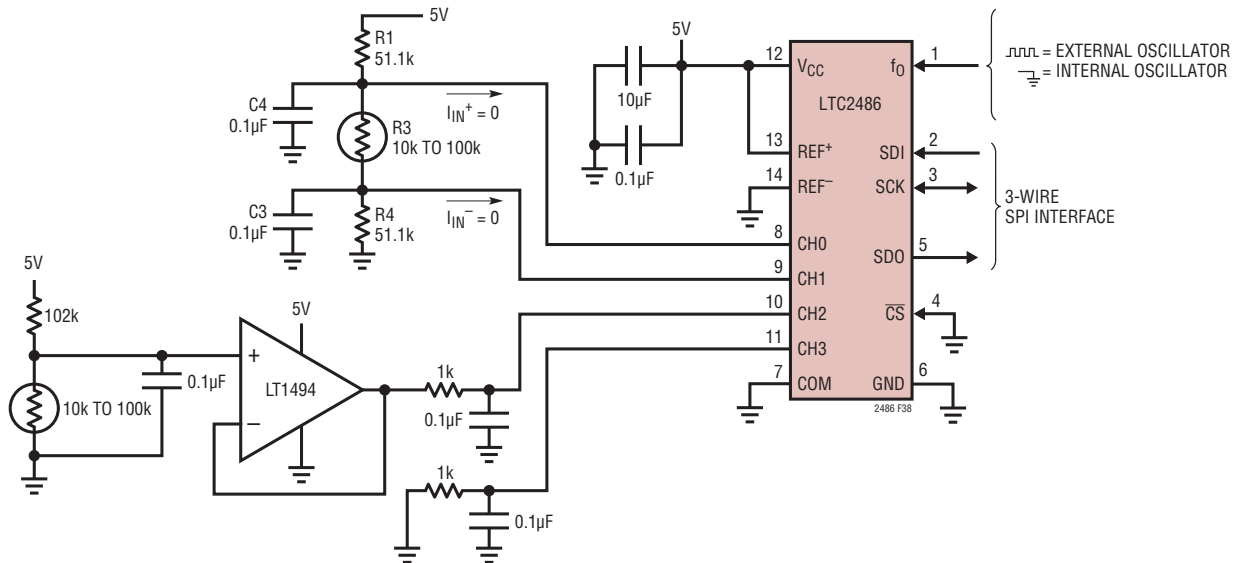 5V
R1
51.1k
C4
0.1µF
I_IN⁺ = 0
R3
10k TO 100k
C3
0.1µF
I_IN⁻ = 0
R4
51.1k
5V
102k
10k TO 100k
0.1µF
5V
+
LT1494
−
1k
0.1µF
1k
0.1µF
5V
10µF
0.1µF
LTC2486
12
V_CC
13
REF⁺
14
REF⁻
8
CH0
9
CH1
10
CH2
11
CH3
7
COM
f_O
1
SDI
2
SCK
3
SDO
5
C̅S̅
4
GND
6
2486 F38
= EXTERNAL OSCILLATOR
= INTERNAL OSCILLATOR
3-WIRE
SPI INTERFACE